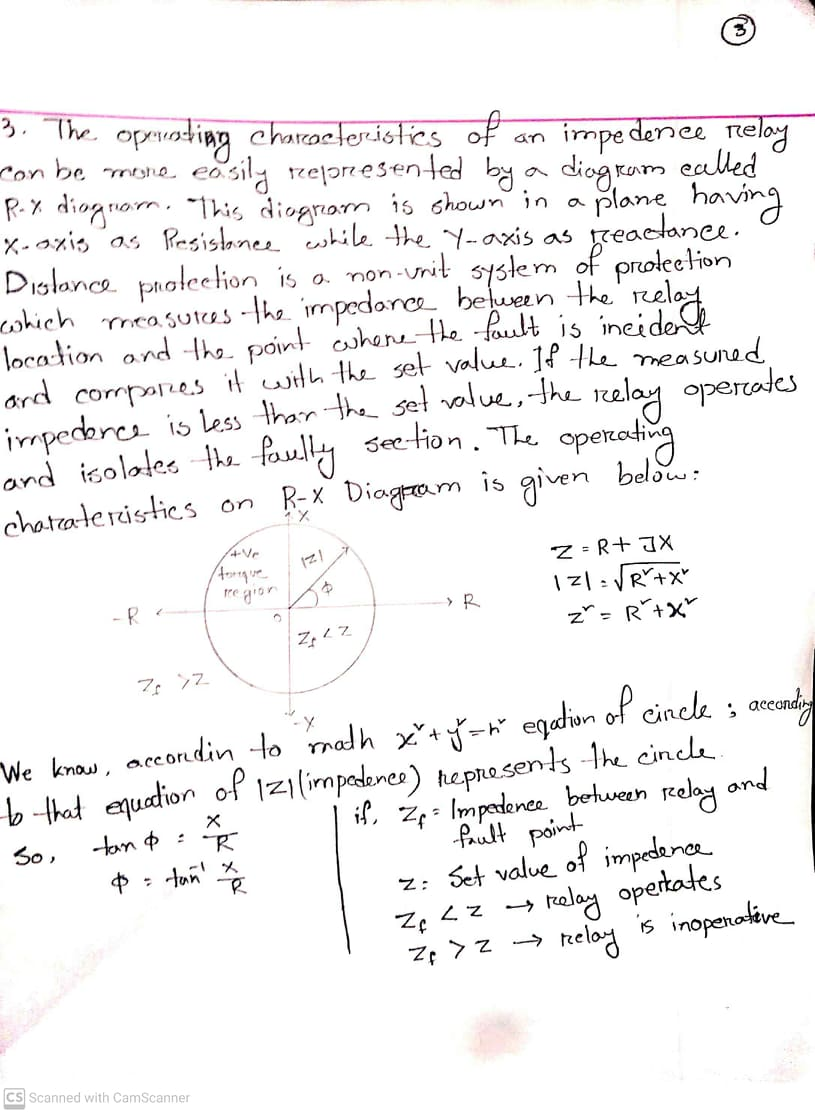 3
3. The operating characteristics of an impedence relay
can be more easily represented by a diagram called
R-X diagram. This diagram is shown in a plane having
X-axis as Resistance while the Y-axis as reactance.
Distance protection is a non-unit system of protection
which measures the impedance between the relay
location and the point where the fault is incident
and compares it with the set value. If the measured
impedence is less than the set value, the relay operates
and isolates the faulty section. The operating
charateristics on R-X Diagram is given below:
X
+Ve
torque
region
|Z|
φ
-R
R
0
Zf < Z
Zf > Z
-X
Z = R + JX
|Z| = √R² + X²
Z² = R² + X²
We know, accordin to math x² + y² = r² eqation of circle ; according
to that equation of |Z| (impedence) represents the circle.
So, tan φ = X/R
φ = tan⁻¹ X/R
if, Zf = Impedence between relay and
fault point
Z = Set value of impedence
Zf < Z → relay operates
Zf > Z → relay is inoperative
CS Scanned with CamScanner